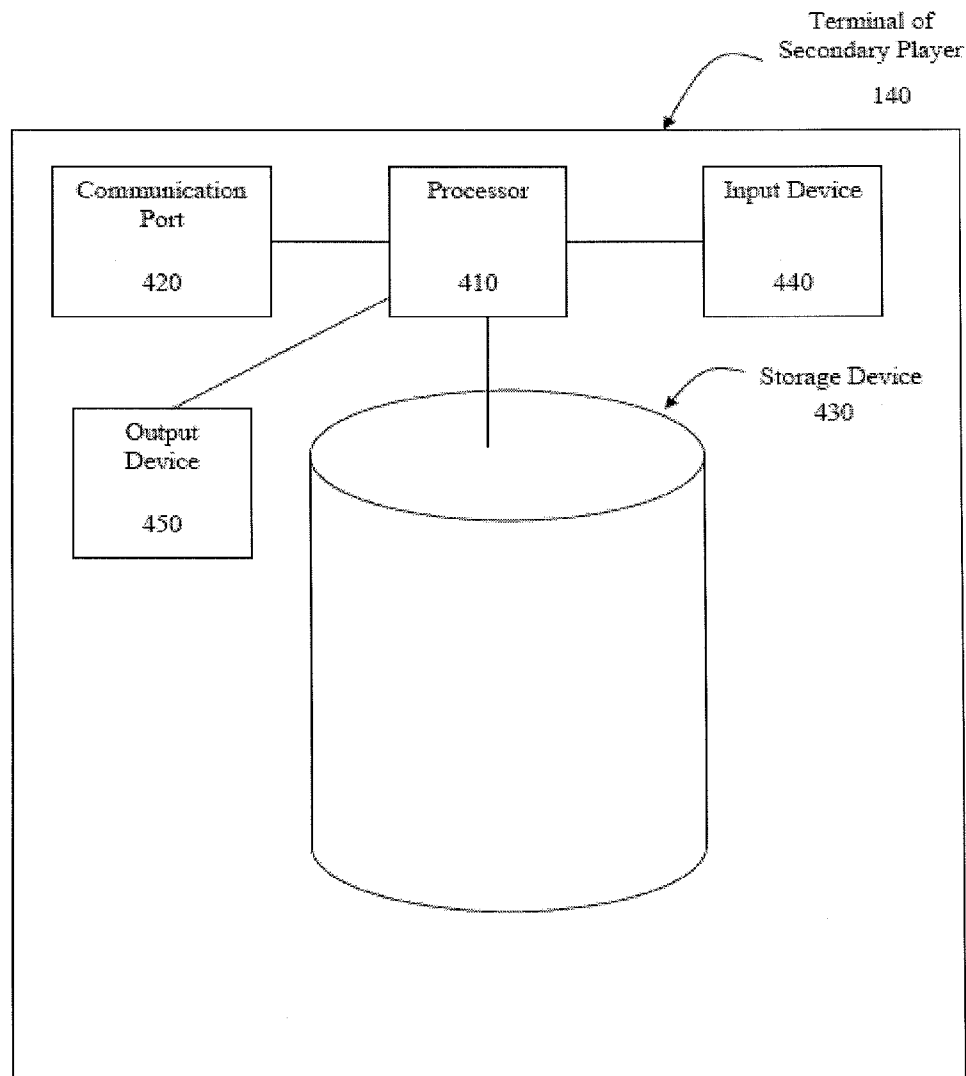 Terminal of
Secondary Player
140
Communication
Port
420
Processor
410
Input Device
440
Storage Device
430
Output
Device
450